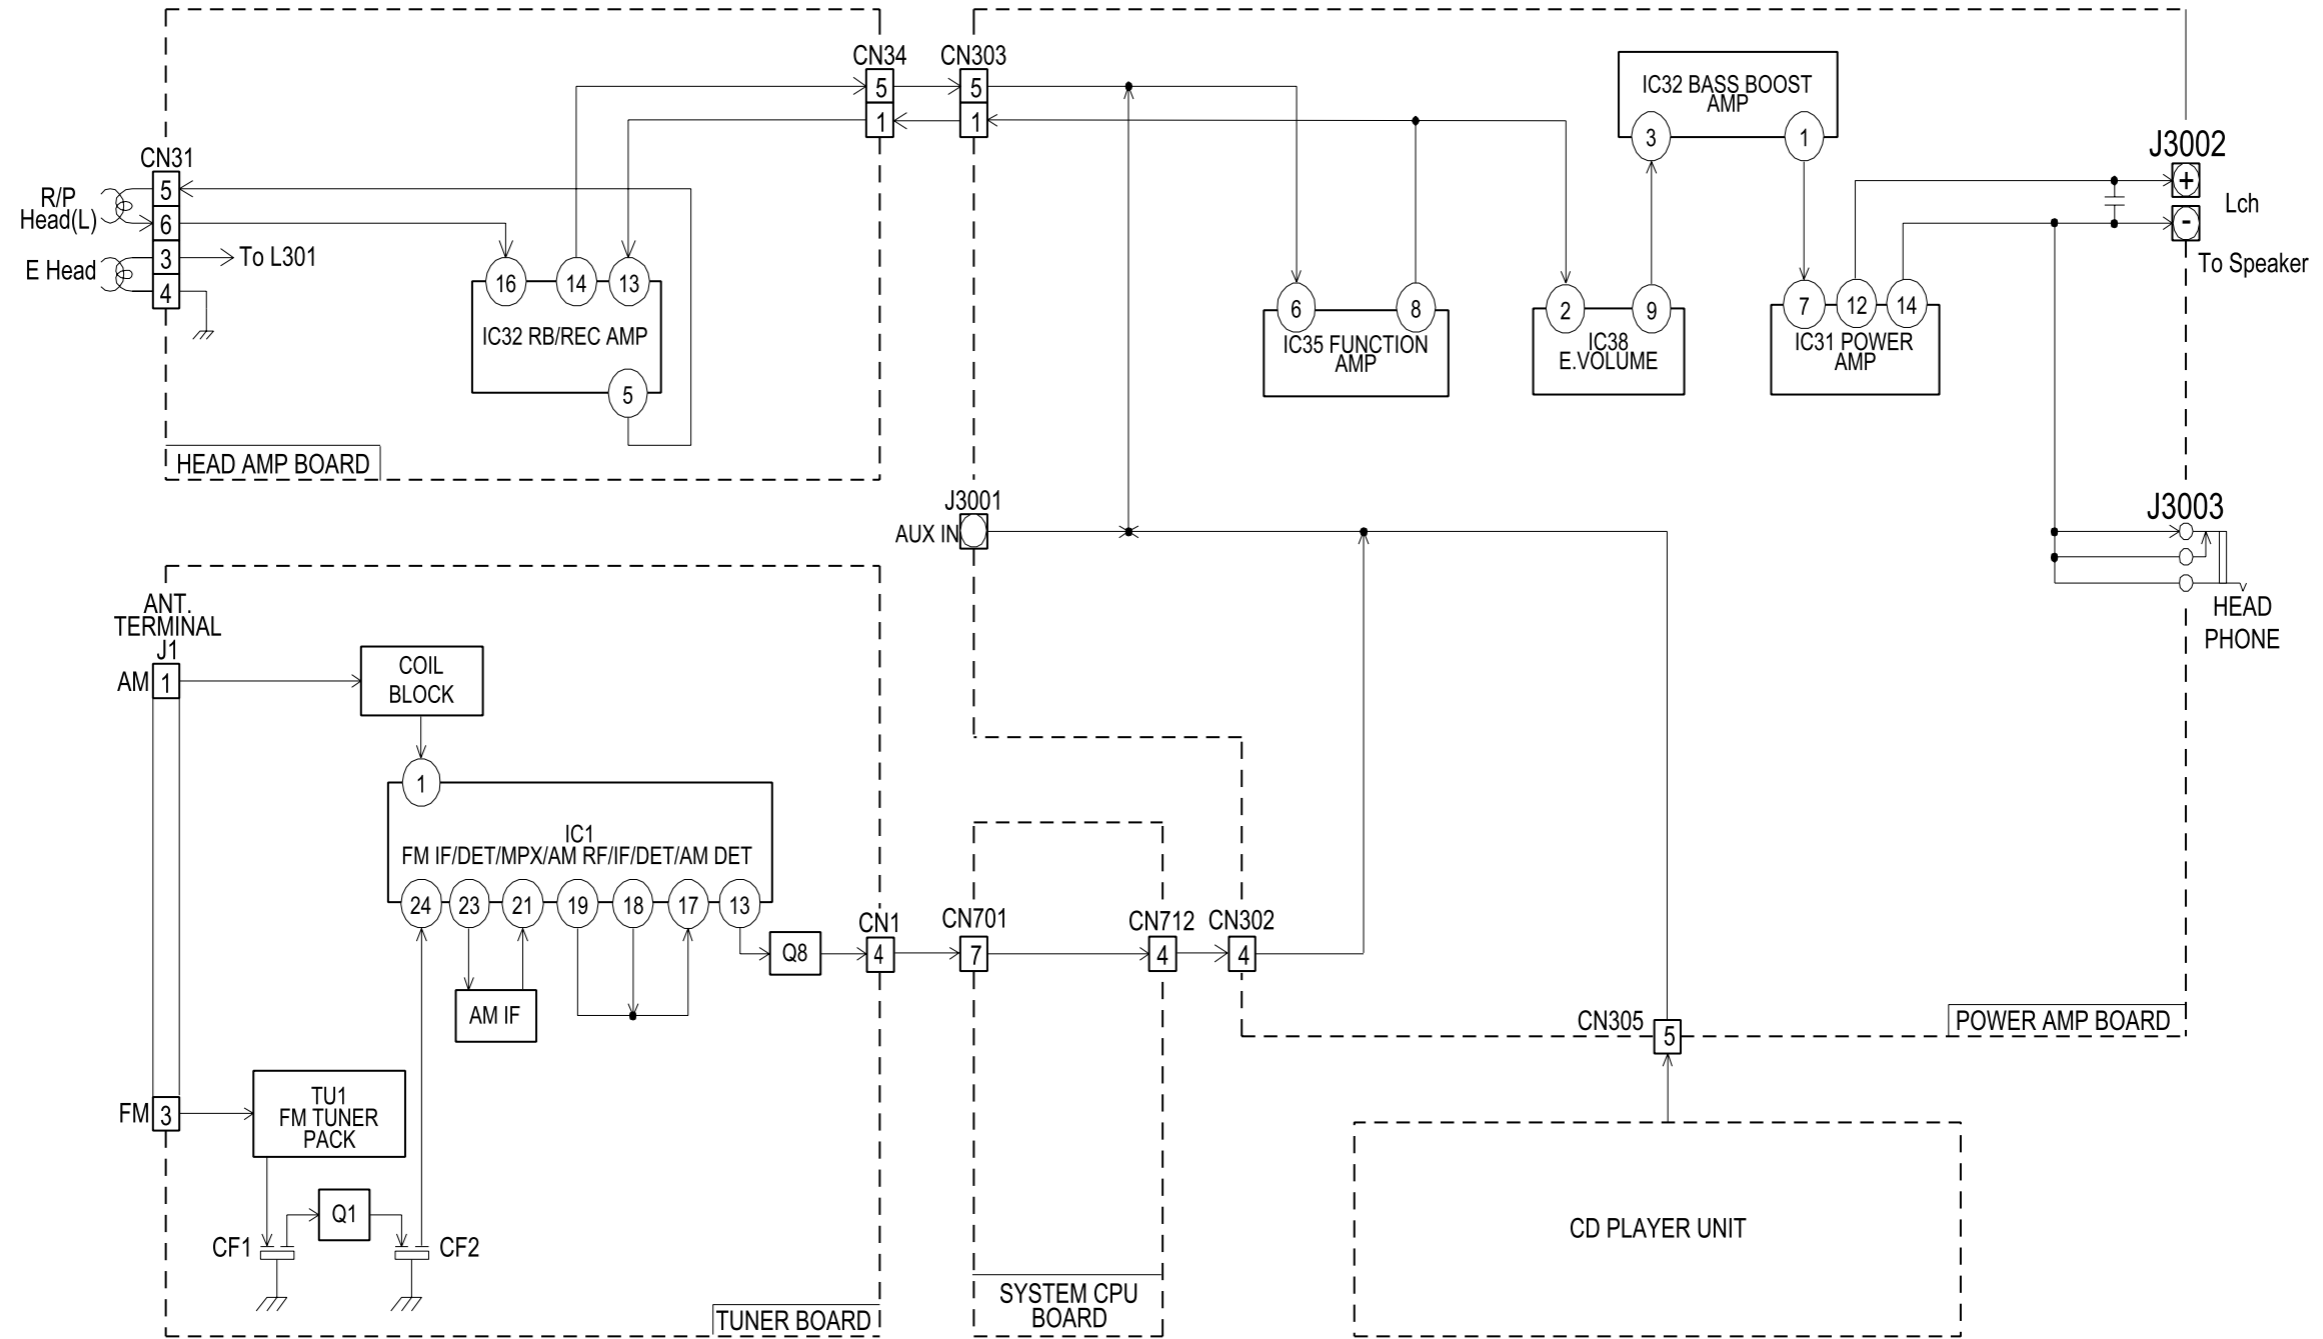 CN34
CN303
5
5
1
1
IC32 BASS BOOST
AMP
3
1
J3002
+
Lch
-
To Speaker
CN31
R/P
Head(L)
5
6
E Head
3
To L301
4
16
14
13
IC32 RB/REC AMP
5
HEAD AMP BOARD
6
8
IC35 FUNCTION
AMP
2
9
IC38
E.VOLUME
7
12
14
IC31 POWER
AMP
J3001
AUX IN
J3003
HEAD
PHONE
ANT.
TERMINAL
J1
AM
1
COIL
BLOCK
1
IC1
FM IF/DET/MPX/AM RF/IF/DET/AM DET
24
23
21
19
18
17
13
AM IF
Q8
CN1
4
CN701
7
CN712
4
CN302
4
CN305
5
POWER AMP BOARD
FM
3
TU1
FM TUNER
PACK
Q1
CF1
CF2
TUNER BOARD
SYSTEM CPU
BOARD
CD PLAYER UNIT